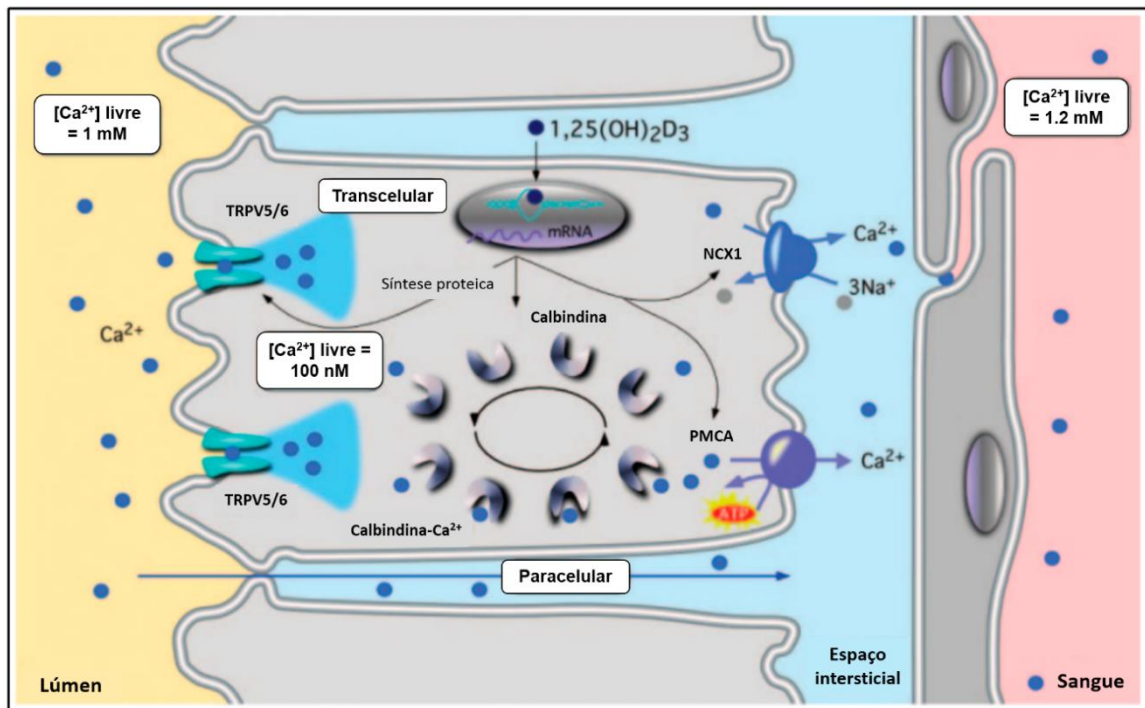 [Ca²⁺] livre
= 1 mM
1,25(OH)₂D₃
[Ca²⁺] livre
= 1.2 mM
Transcelular
TRPV5/6
mRNA
NCX1
Ca²⁺
3Na⁺
Síntese proteica
Calbindina
Ca²⁺
[Ca²⁺] livre =
100 nM
PMCA
Ca²⁺
ATP
TRPV5/6
Calbindina-Ca²⁺
Paracelular
Lúmen
Espaço
intersticial
Sangue